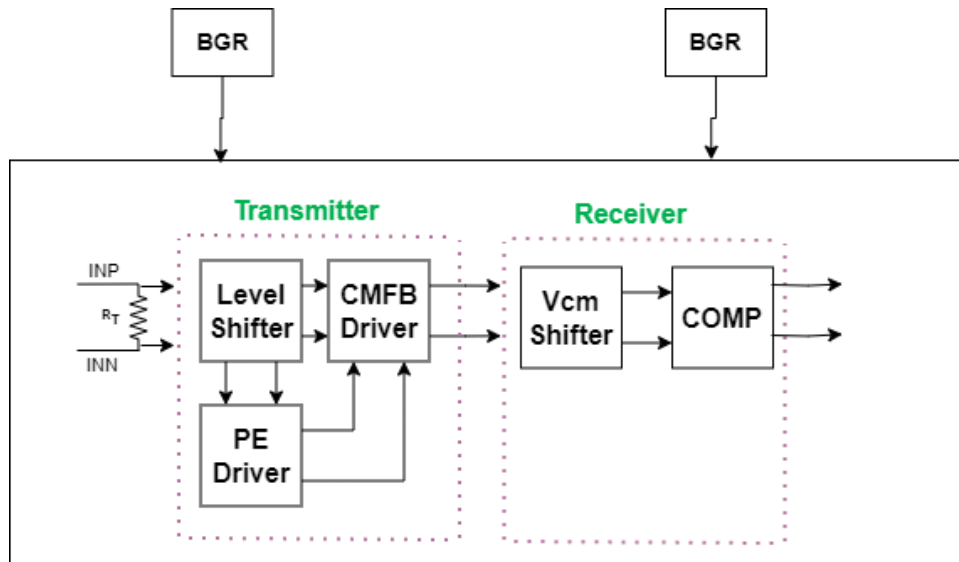 BGR
BGR
Transmitter
Receiver
INP
RT
INN
Level
Shifter
CMFB
Driver
PE
Driver
Vcm
Shifter
COMP